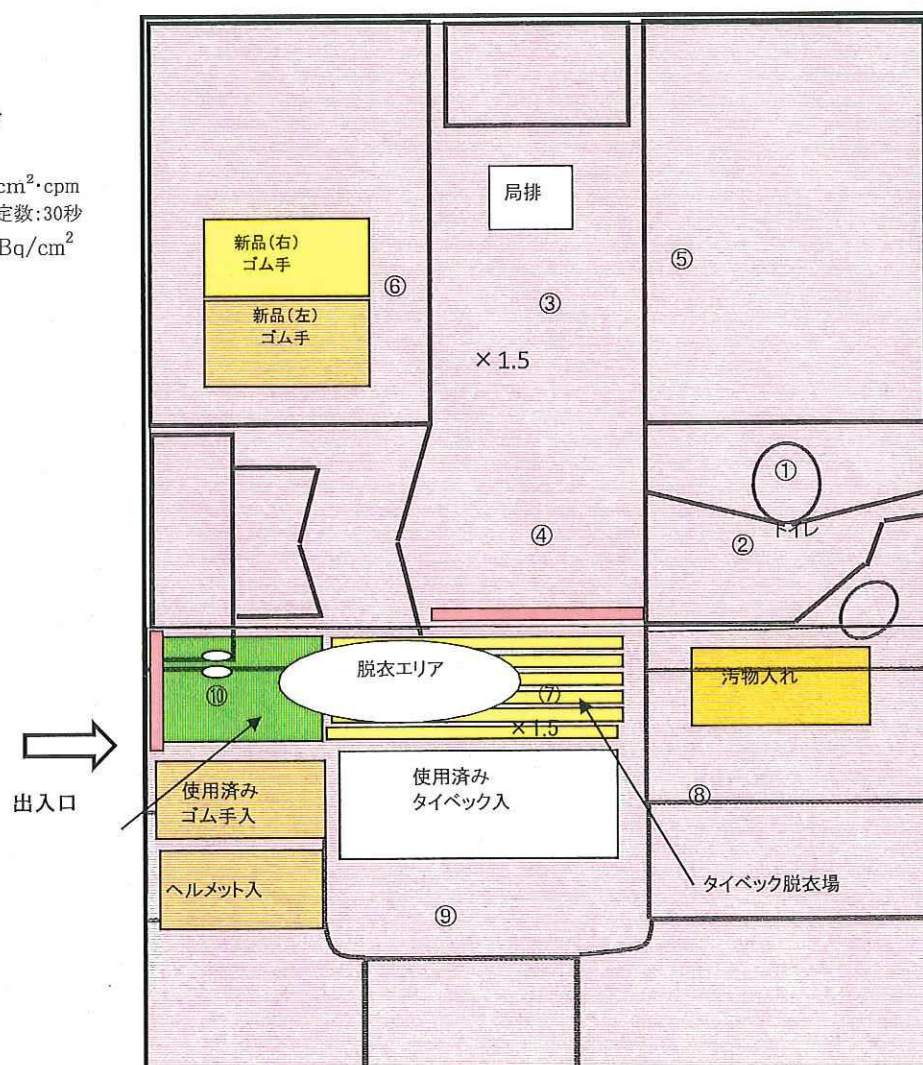 cm²·cpm
定数:30秒
Bq/cm²
局排
新品(右)
ゴム手
⑥
⑤
③
新品(左)
ゴム手
×1.5
①
④
②
トイレ
脱衣エリア
⑩
⑦
汚物入れ
×1.5
出入口
使用済み
ゴム手入
使用済み
タイベック入
⑧
ヘルメット入
タイベック脱衣場
⑨